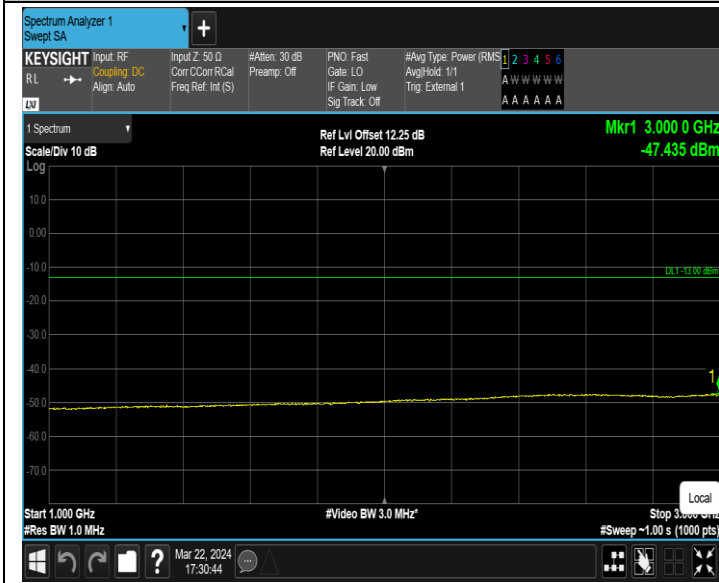 Spectrum Analyzer 1
Swept SA
+
KEYSIGHT Input: RF Input Z: 50 Ω #Atten: 30 dB PNO: Fast #Avg Type: Power (RMS 1 2 3 4 5 6
R L Coupling: DC Corr CCorr RCal Preamp: Off Gate: LO Avg|Hold: 1/1 A W W W W W
Align: Auto Freq Ref: Int (S) IF Gain: Low Trig: External 1
LXI Sig Track: Off A A A A A A
1 Spectrum Ref Lvl Offset 12.25 dB Mkr1 3.000 0 GHz
Scale/Div 10 dB Ref Level 20.00 dBm -47.435 dBm
Log
10.0
0.00
-10.0
DL1 -13.00 dBm
-20.0
-30.0
-40.0
1
-50.0
-60.0
-70.0
Local
Start 1.000 GHz #Video BW 3.0 MHz* Stop
#Res BW 1.0 MHz #Sweep ~1.00 s (1000 pts)
? Mar 22, 2024
17:30:44